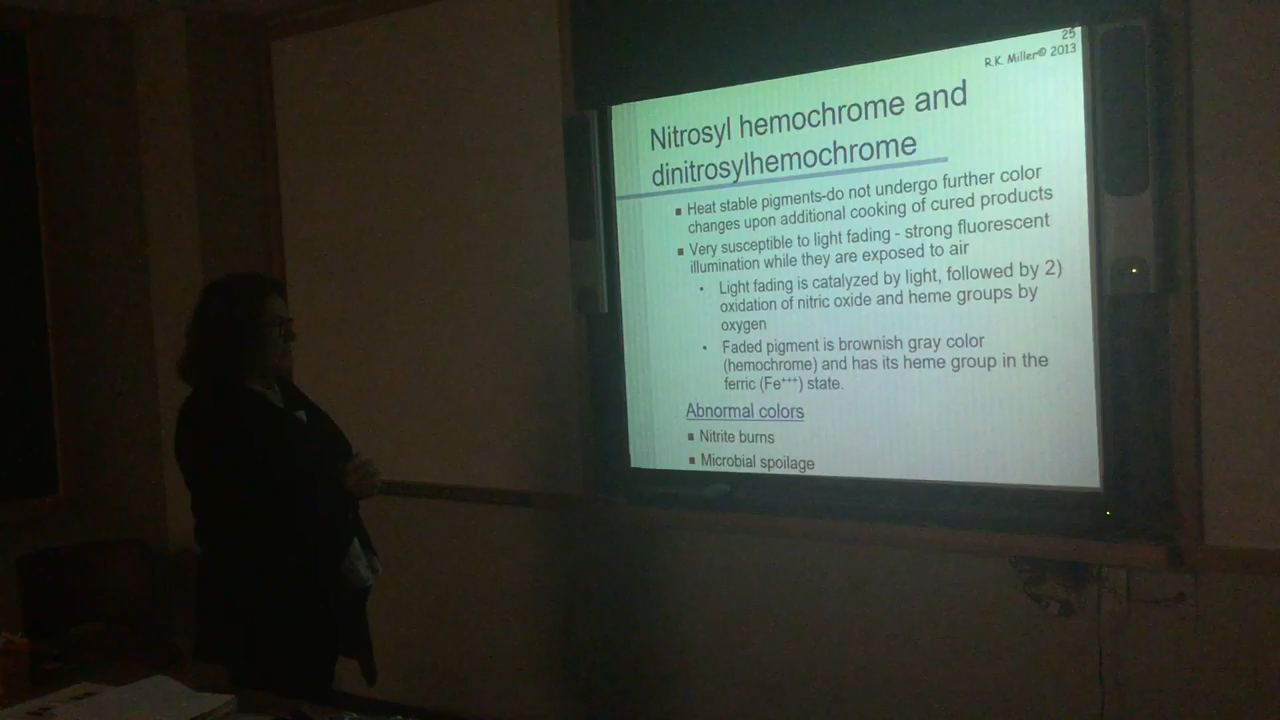 25
R.K. Miller© 2013
Nitrosyl hemochrome and
dinitrosylhemochrome
Heat stable pigments-do not undergo further color
changes upon additional cooking of cured products
Very susceptible to light fading - strong fluorescent
illumination while they are exposed to air
Light fading is catalyzed by light, followed by 2)
oxidation of nitric oxide and heme groups by
oxygen
Faded pigment is brownish gray color
(hemochrome) and has its heme group in the
ferric (Fe⁺⁺⁺) state.
Abnormal colors
Nitrite burns
Microbial spoilage